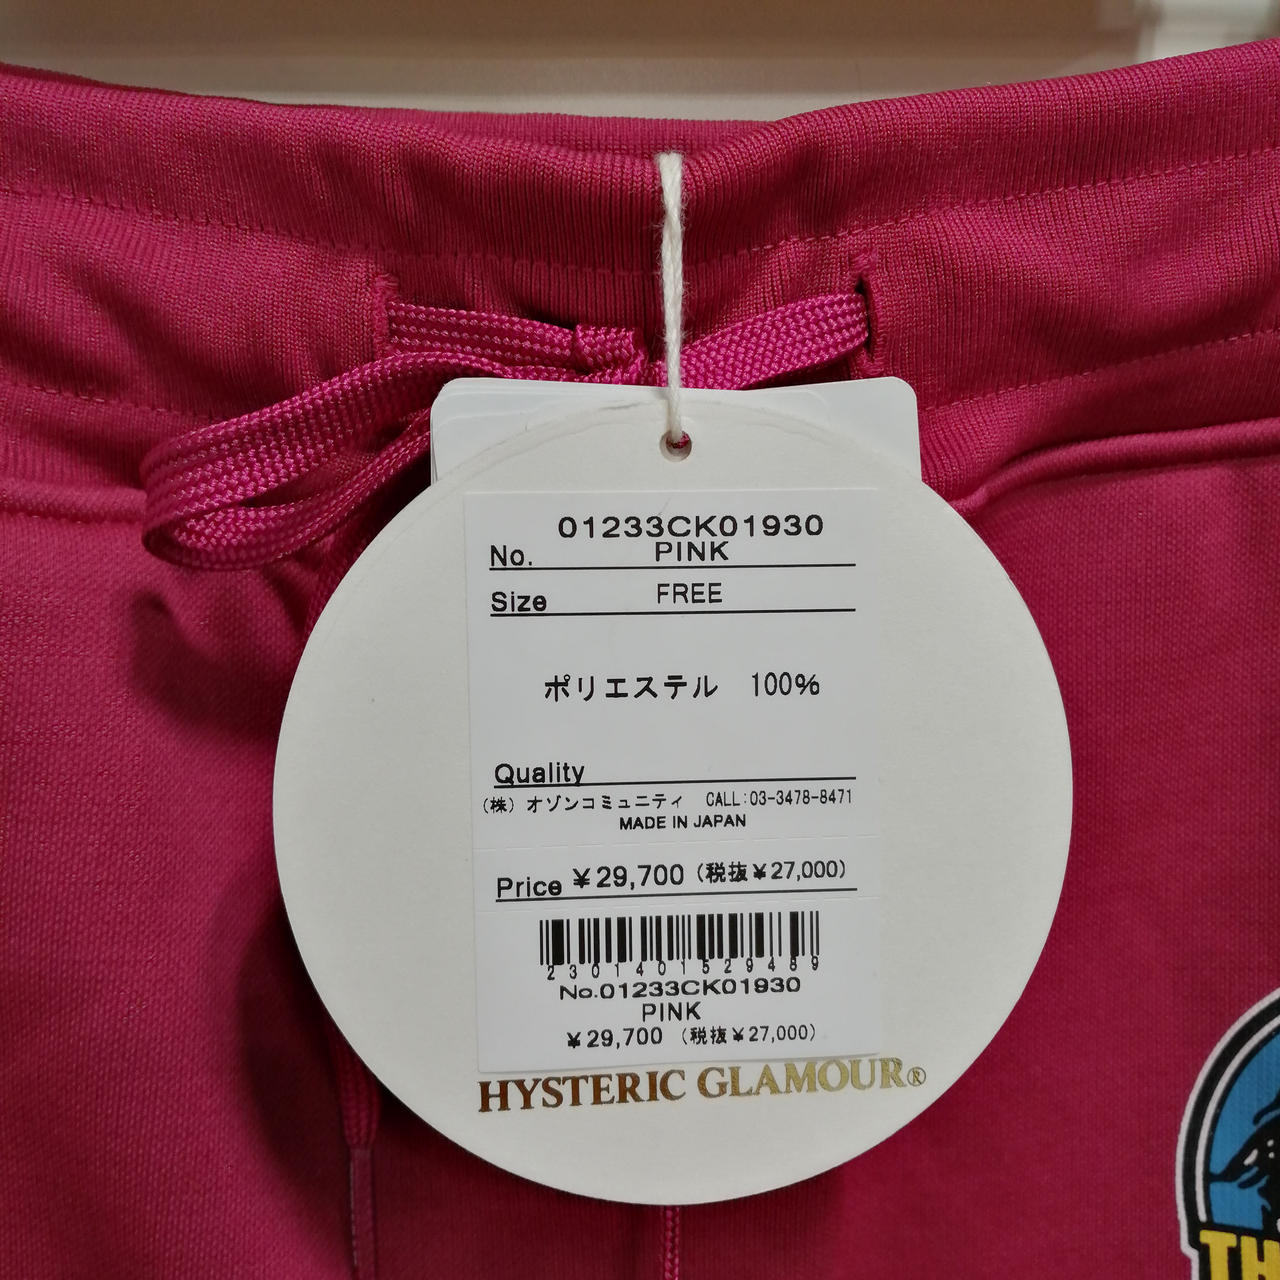 01233CK01930
No. PINK
Size FREE
ポリエステル 100%
Quality
(株) オゾンコミュニティ CALL:03-3478-8471
MADE IN JAPAN
Price ¥29,700 (税抜¥27,000)
2301401529489
No.01233CK01930
PINK
¥29,700 (税抜¥27,000)
HYSTERIC GLAMOUR®